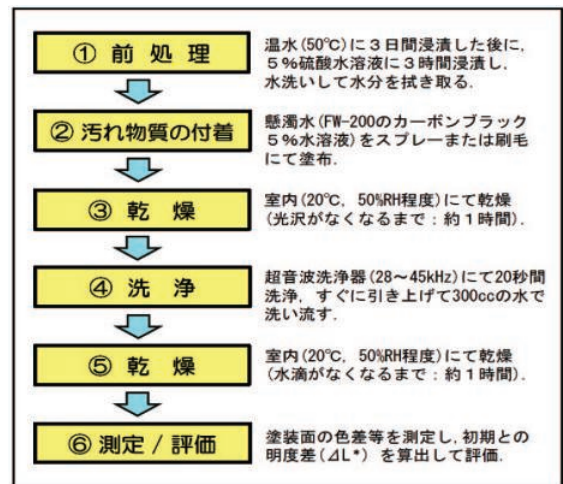 ① 前 処 理
温水(50℃)に3日間浸漬した後に,
5%硫酸水溶液に3時間浸漬し,
水洗いして水分を拭き取る.
② 汚れ物質の付着
懸濁水(FW-200のカーボンブラック
5%水溶液)をスプレーまたは刷毛
にて塗布.
③ 乾 燥
室内(20℃, 50%RH程度)にて乾燥
(光沢がなくなるまで：約1時間).
④ 洗 浄
超音波洗浄器(28～45kHz)にて20秒間
洗浄, すぐに引き上げて300ccの水で
洗い流す.
⑤ 乾 燥
室内(20℃, 50%RH程度)にて乾燥
(水滴がなくなるまで：約1時間).
⑥ 測定 / 評価
塗装面の色差等を測定し,初期との
明度差(ΔL*)を算出して評価.